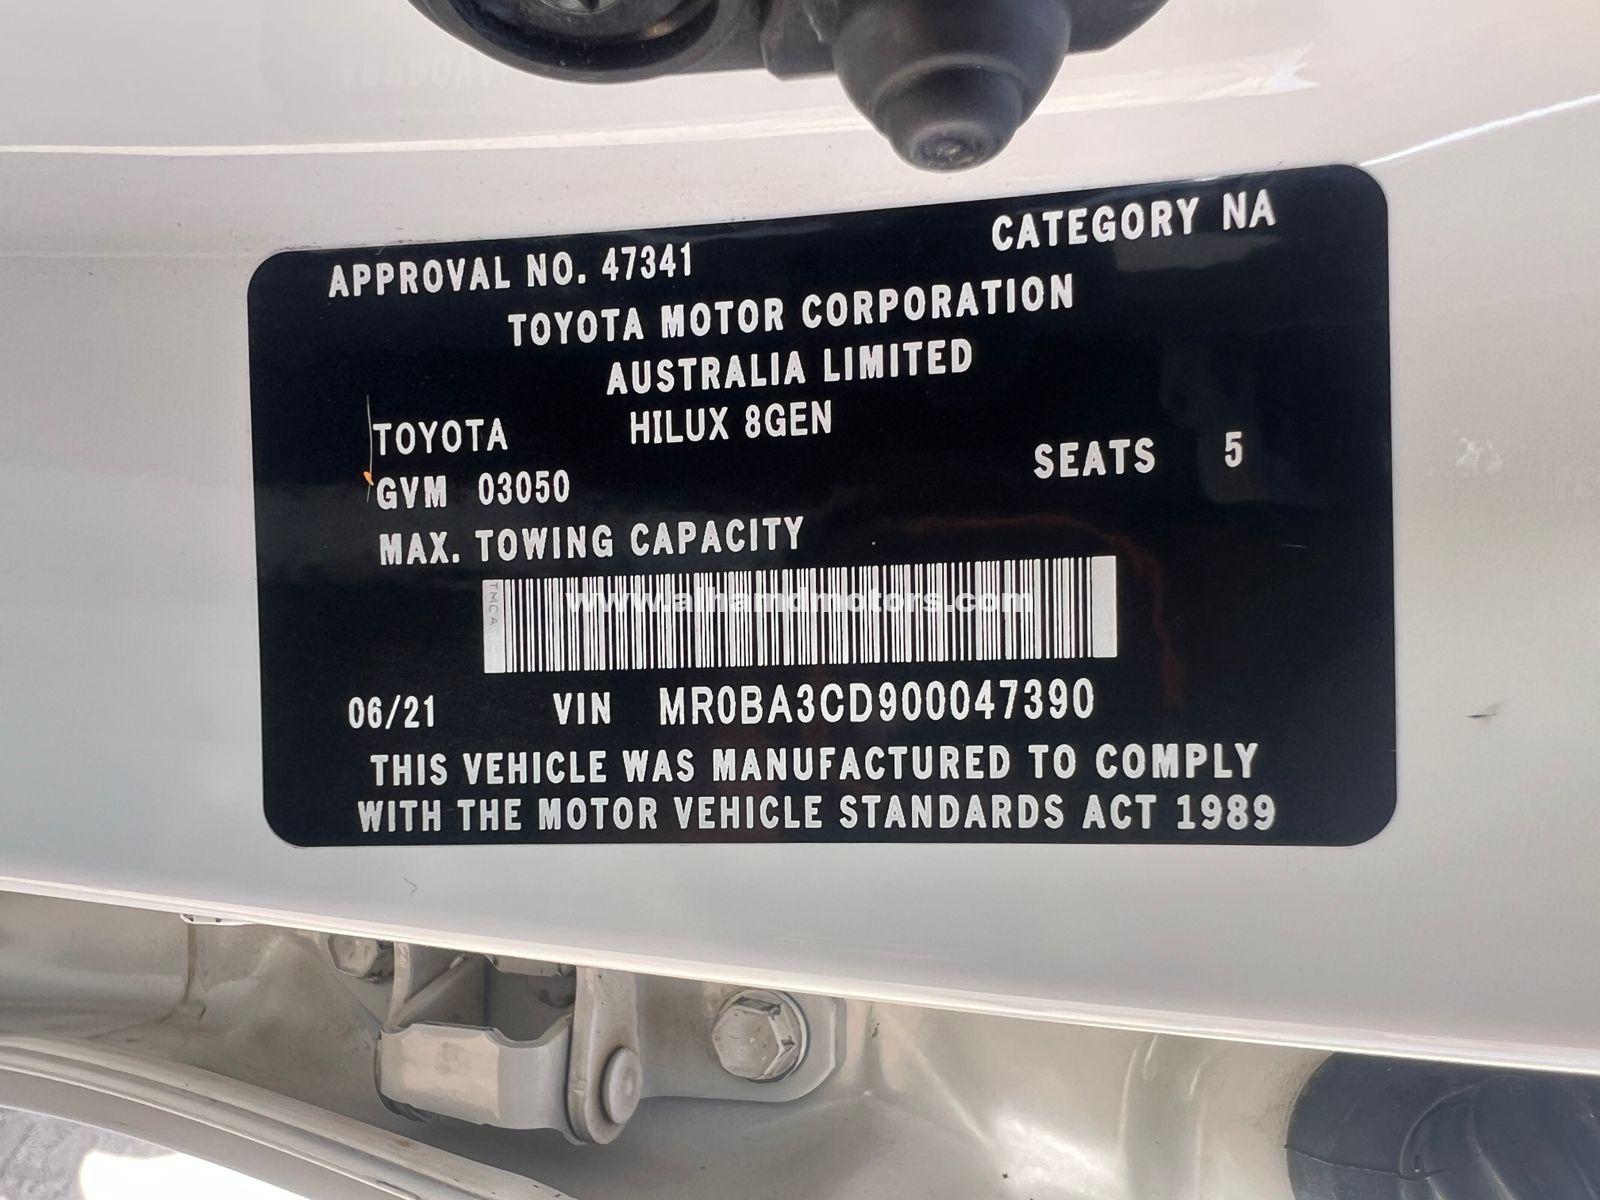 APPROVAL NO. 47341 CATEGORY NA
TOYOTA MOTOR CORPORATION
AUSTRALIA LIMITED
TOYOTA HILUX 8GEN
GVM 03050 SEATS 5
MAX. TOWING CAPACITY
TMCA
www.alhamdmotors.com
06/21 VIN MR0BA3CD900047390
THIS VEHICLE WAS MANUFACTURED TO COMPLY
WITH THE MOTOR VEHICLE STANDARDS ACT 1989